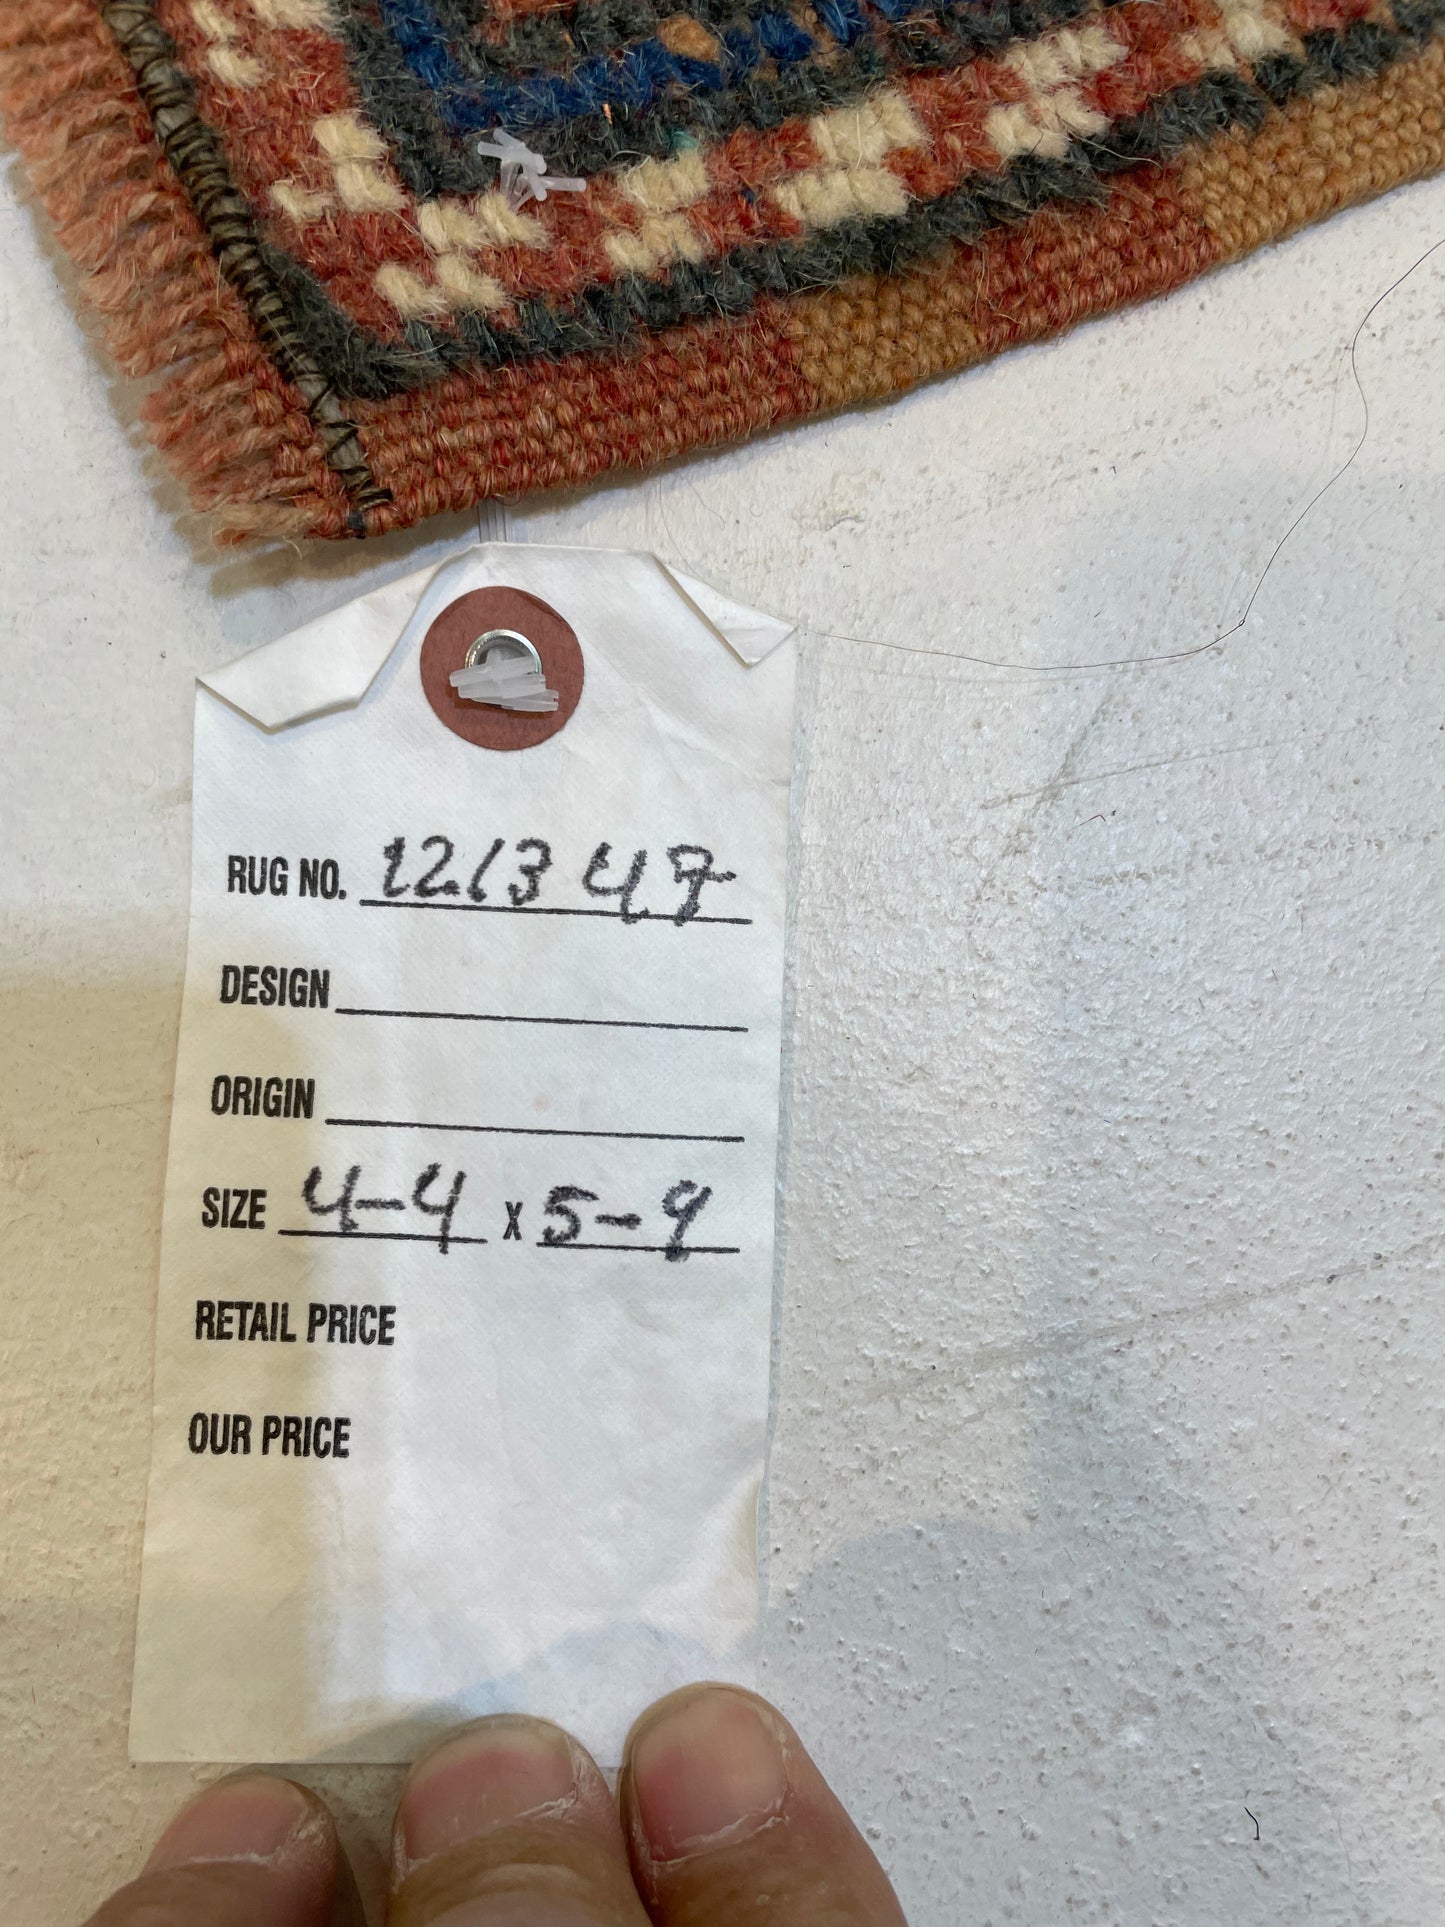 RUG NO. 121347
DESIGN
ORIGIN
SIZE 4-4 x 5-9
RETAIL PRICE
OUR PRICE